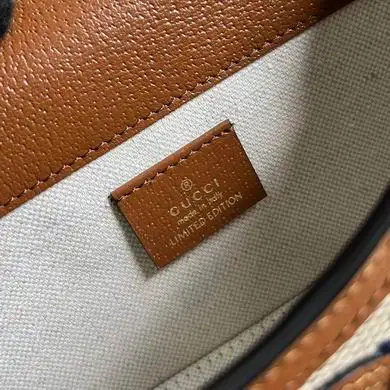 ®
GUCCI
made in italy
LIMITED EDITION